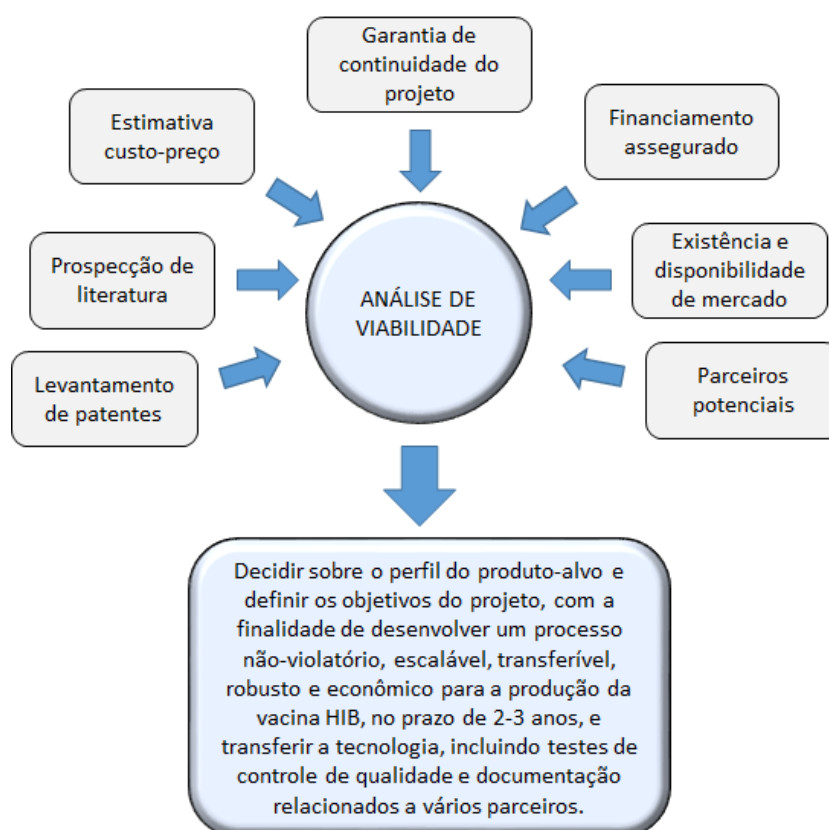 Garantia de
continuidade do
projeto
Estimativa
custo-preço
Financiamento
assegurado
Prospecção de
literatura
Existência e
disponibilidade
de mercado
Levantamento
de patentes
Parceiros
potenciais
ANÁLISE DE
VIABILIDADE
Decidir sobre o perfil do produto-alvo e
definir os objetivos do projeto, com a
finalidade de desenvolver um processo
não-violatório, escalável, transferível,
robusto e econômico para a produção da
vacina HIB, no prazo de 2-3 anos, e
transferir a tecnologia, incluindo testes de
controle de qualidade e documentação
relacionados a vários parceiros.